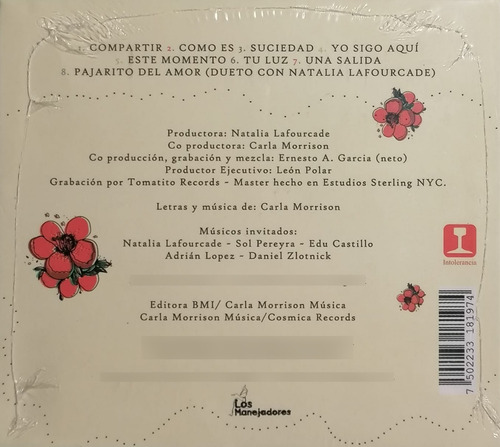 1. COMPARTIR 2. COMO ES 3. SUCIEDAD 4. YO SIGO AQUÍ
5. ESTE MOMENTO 6. TU LUZ 7. UNA SALIDA
8. PAJARITO DEL AMOR (DUETO CON NATALIA LAFOURCADE)
Productora: Natalia Lafourcade
Co productora: Carla Morrison
Co producción, grabación y mezcla: Ernesto A. Garcia (neto)
Productor Ejecutivo: León Polar
Grabación por Tomatito Records - Master hecho en Estudios Sterling NYC.
Letras y música de: Carla Morrison
Músicos invitados:
Natalia Lafourcade - Sol Pereyra - Edu Castillo
Adrián Lopez - Daniel Zlotnick
Intolerancia
Editora BMI/ Carla Morrison Música
Carla Morrison Música/Cosmica Records
7 502233 181974
Los
Manejadores